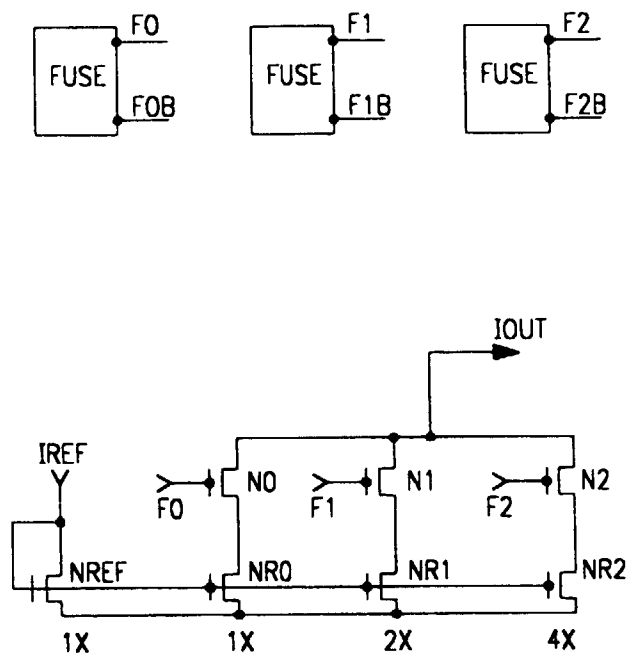 F0 F1 F2
FUSE FUSE FUSE
F0B F1B F2B
IOUT
IREF
N0 N1 N2
F0 F1 F2
NREF NR0 NR1 NR2
1X 1X 2X 4X